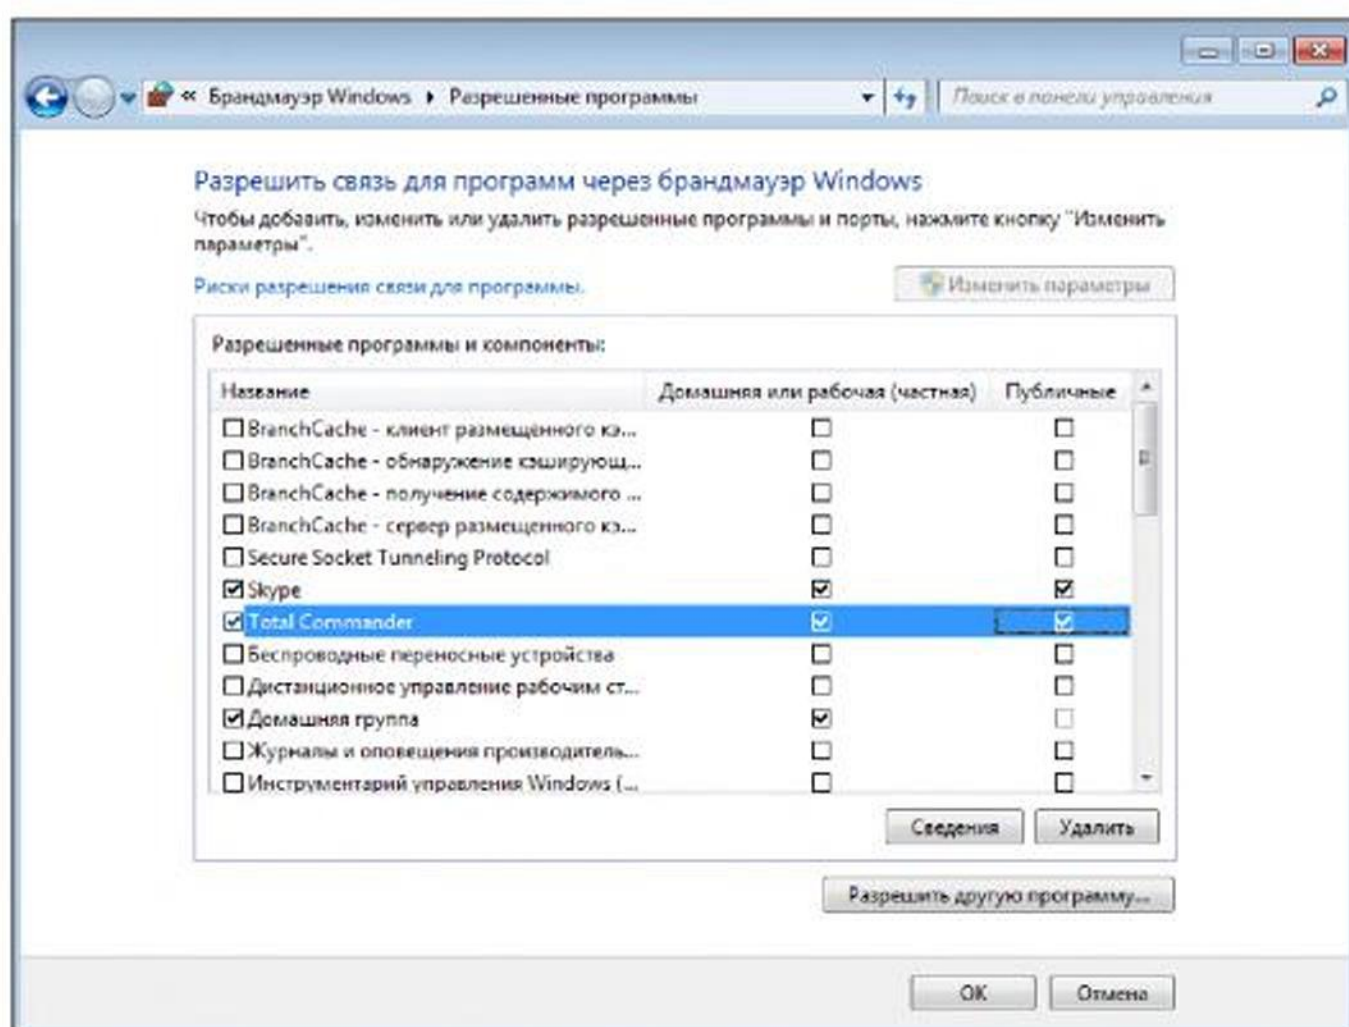 « Брандмауэр Windows Разрешенные программы
Поиск в панели управления
Разрешить связь для программ через брандмауэр Windows
Чтобы добавить, изменить или удалить разрешенные программы и порты, нажмите кнопку "Изменить
параметры".
Риски разрешения связи для программы.
Изменить параметры
Разрешенные программы и компоненты:
Название Домашняя или рабочая (частная) Публичные
BranchCache - клиент размещенного кэ...
BranchCache - обнаружение кэширующ...
BranchCache - получение содержимого ...
BranchCache - сервер размещенного кэ...
Secure Socket Tunneling Protocol
Skype
Total Commander
Беспроводные переносные устройства
Дистанционное управление рабочим ст...
Домашняя группа
Журналы и оповещения производитель...
Инструментарий управления Windows (...
Сведения Удалить
Разрешить другую программу...
OK Отмена